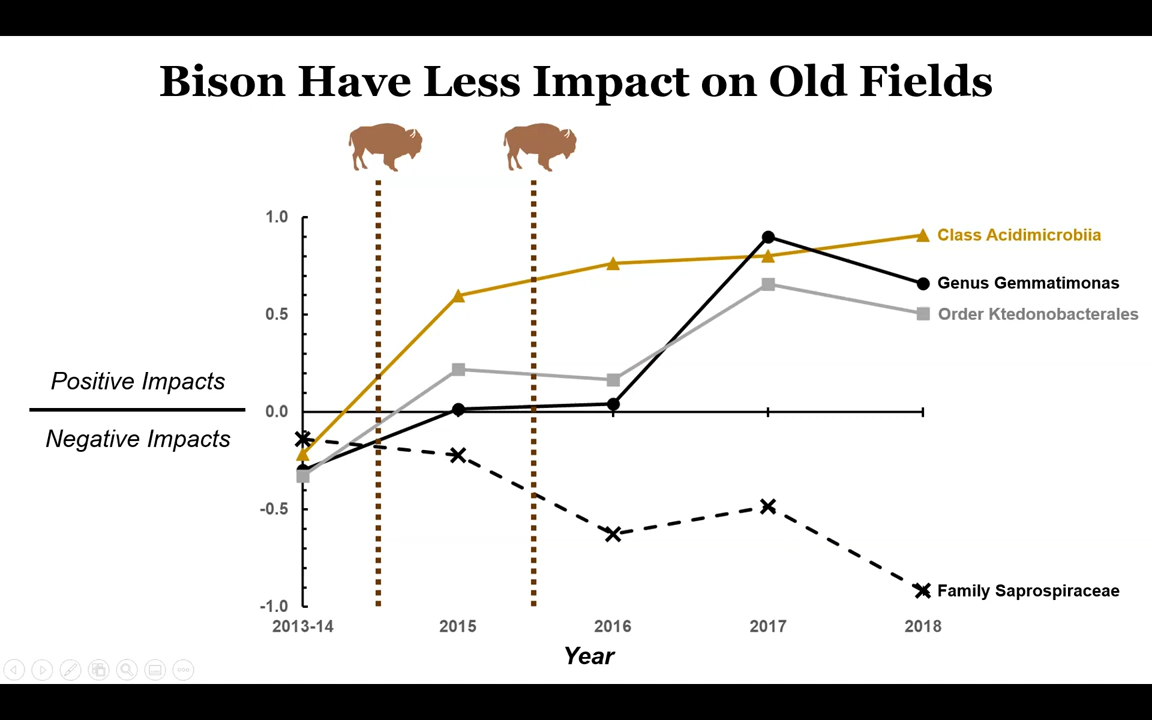 Bison Have Less Impact on Old Fields
1.0
Class Acidimicrobiia
Genus Gemmatimonas
0.5
Order Ktedonobacterales
Positive Impacts
0.0
Negative Impacts
-0.5
Family Saprospiraceae
-1.0
2013-14 2015 2016 2017 2018
Year